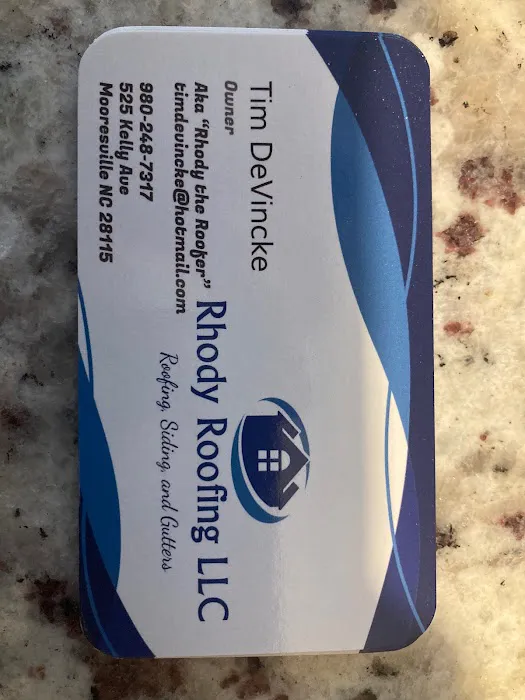 Tim DeVincke
Owner
Aka “Rhody the Roofer”
timdevincke@hotmail.com
980-248-7317
525 Kelly Ave
Mooresville NC 28115
Rhody Roofing LLC
Roofing, Siding, and Gutters